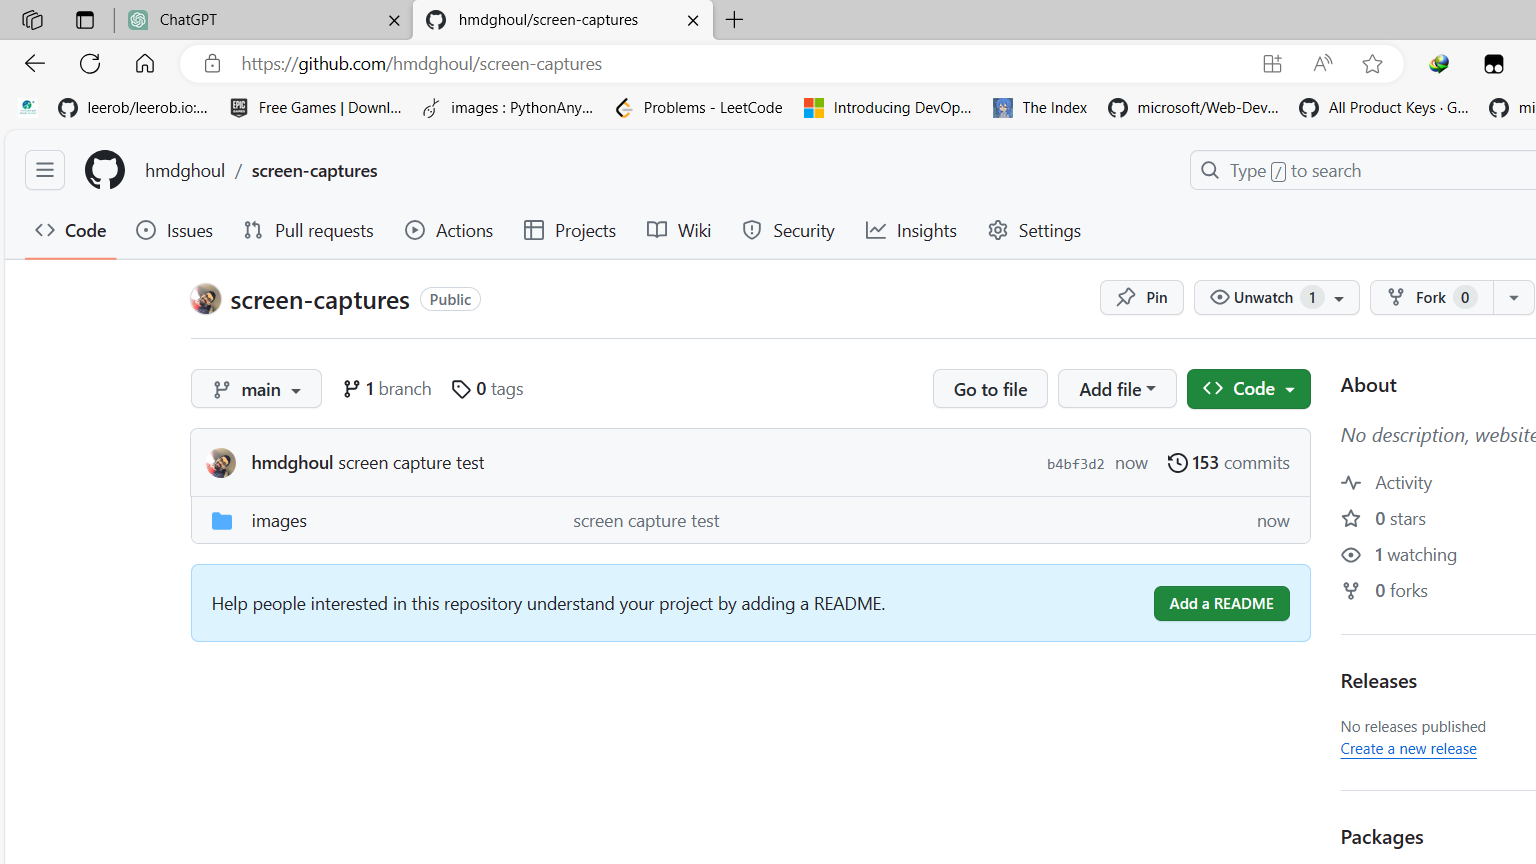 ChatGPT
hmdghoul/screen-captures
https://github.com/hmdghoul/screen-captures
leerob/leerob.io:...
EPIC GAMES
Free Games | Downl...
images : PythonAny...
Problems - LeetCode
Introducing DevOp...
The Index
microsoft/Web-Dev...
All Product Keys · G...
mi
hmdghoul / screen-captures
Type / to search
Code
Issues
Pull requests
Actions
Projects
Wiki
Security
Insights
Settings
screen-captures Public
Pin
Unwatch 1
Fork 0
main
1 branch
0 tags
Go to file
Add file
Code
hmdghoul screen capture test
b4bf3d2 now
153 commits
images
screen capture test
now
Help people interested in this repository understand your project by adding a README.
Add a README
About
No description, website
Activity
0 stars
1 watching
0 forks
Releases
No releases published
Create a new release
Packages